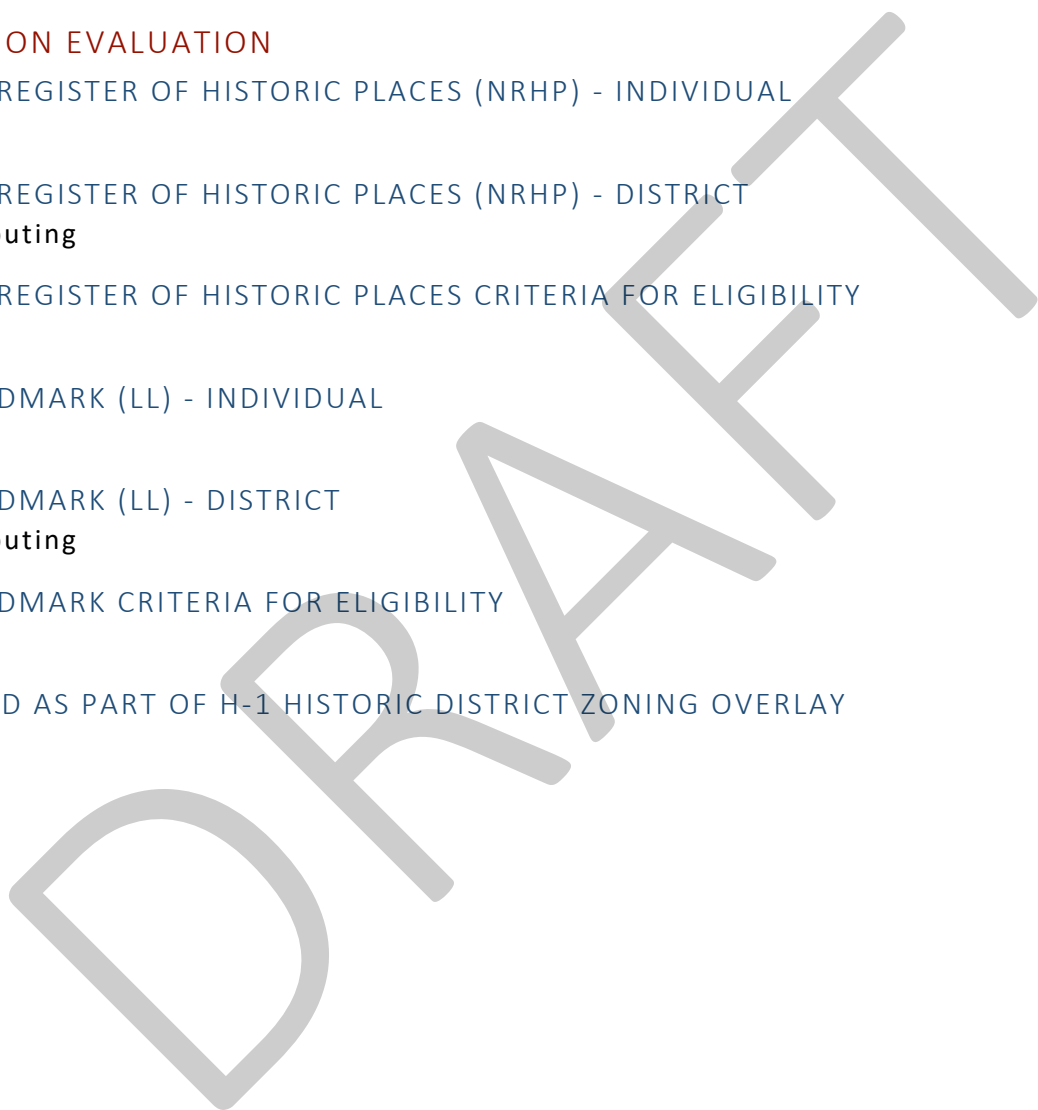 ON EVALUATION
REGISTER OF HISTORIC PLACES (NRHP) - INDIVIDUAL
REGISTER OF HISTORIC PLACES (NRHP) - DISTRICT
buting
REGISTER OF HISTORIC PLACES CRITERIA FOR ELIGIBILITY
DMARK (LL) - INDIVIDUAL
DMARK (LL) - DISTRICT
buting
DMARK CRITERIA FOR ELIGIBILITY
D AS PART OF H-1 HISTORIC DISTRICT ZONING OVERLAY
DRAFT